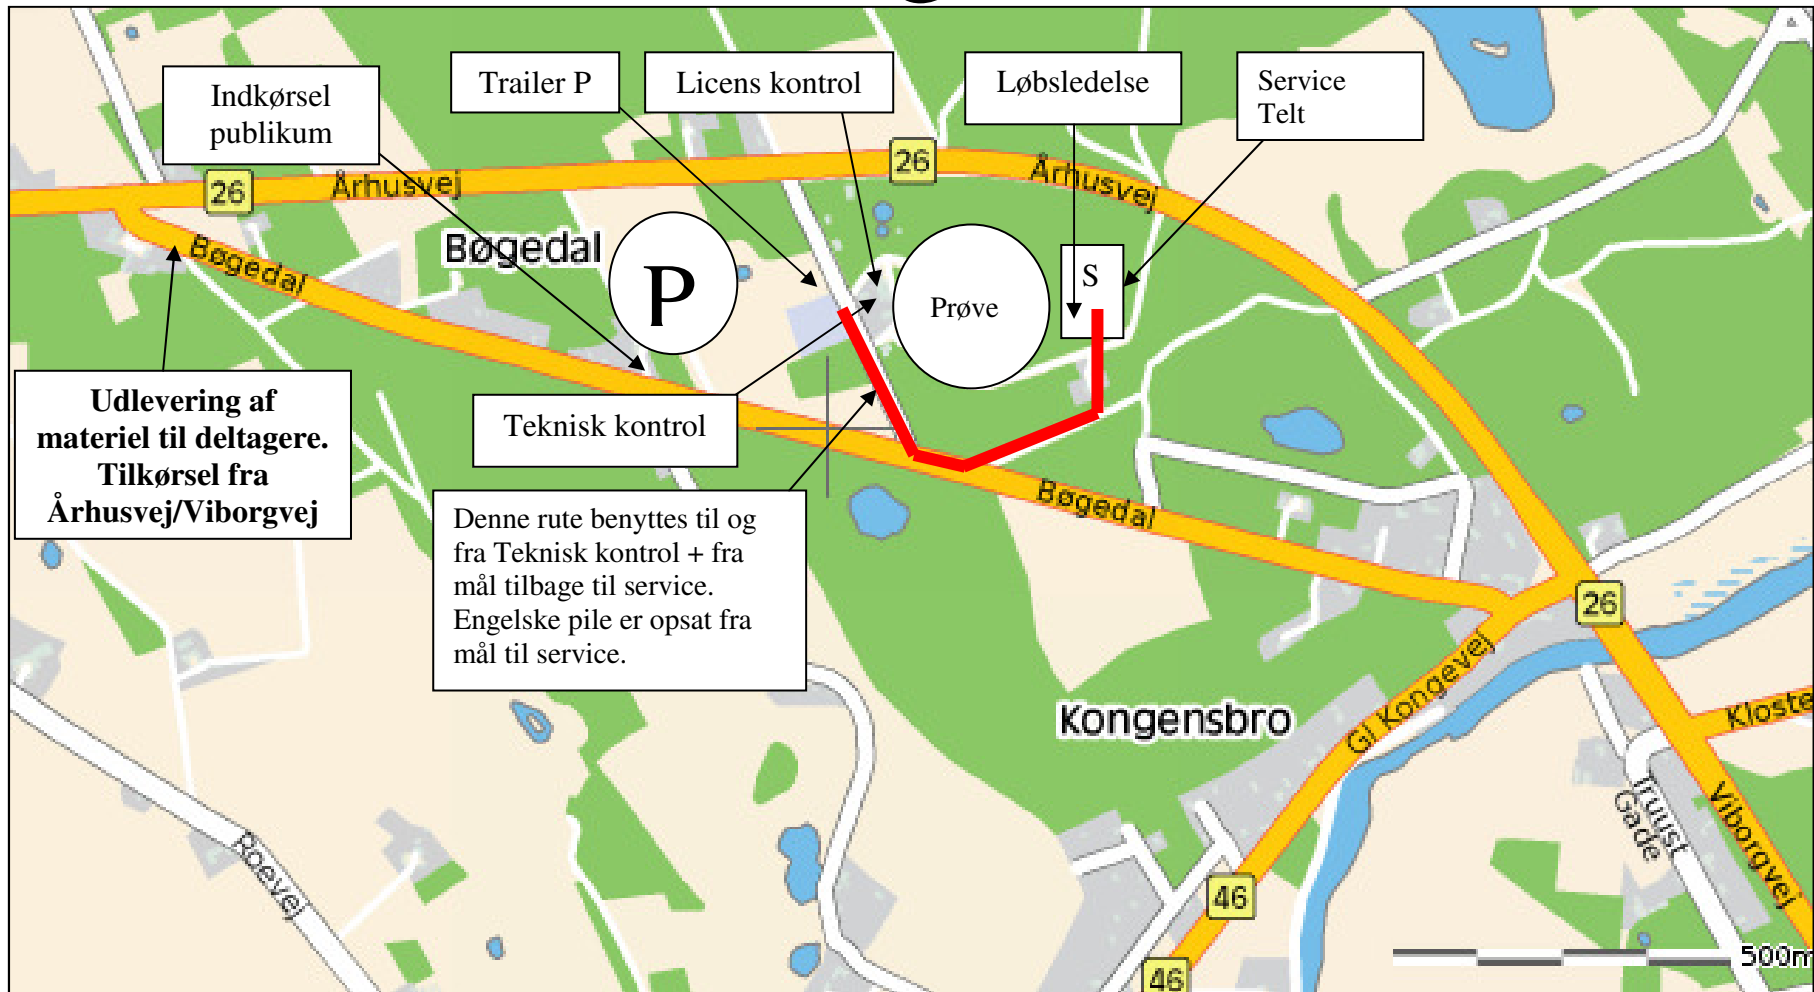 Indkørsel
publikum
Trailer P
Licens kontrol
Løbsledelse
Service
Telt
26
Århusvej
26
Århusvej
Bøgedal
Bøgedal
P
Prøve
S
Udlevering af
materiel til deltagere.
Tilkørsel fra
Århusvej/Viborgvej
Teknisk kontrol
Denne rute benyttes til og
fra Teknisk kontrol + fra
mål tilbage til service.
Engelske pile er opsat fra
mål til service.
Bøgedal
26
Gl Kongevej
Kongensbro
Kloste
Truust
Gade
Viborgvej
Roevej
46
46
500m